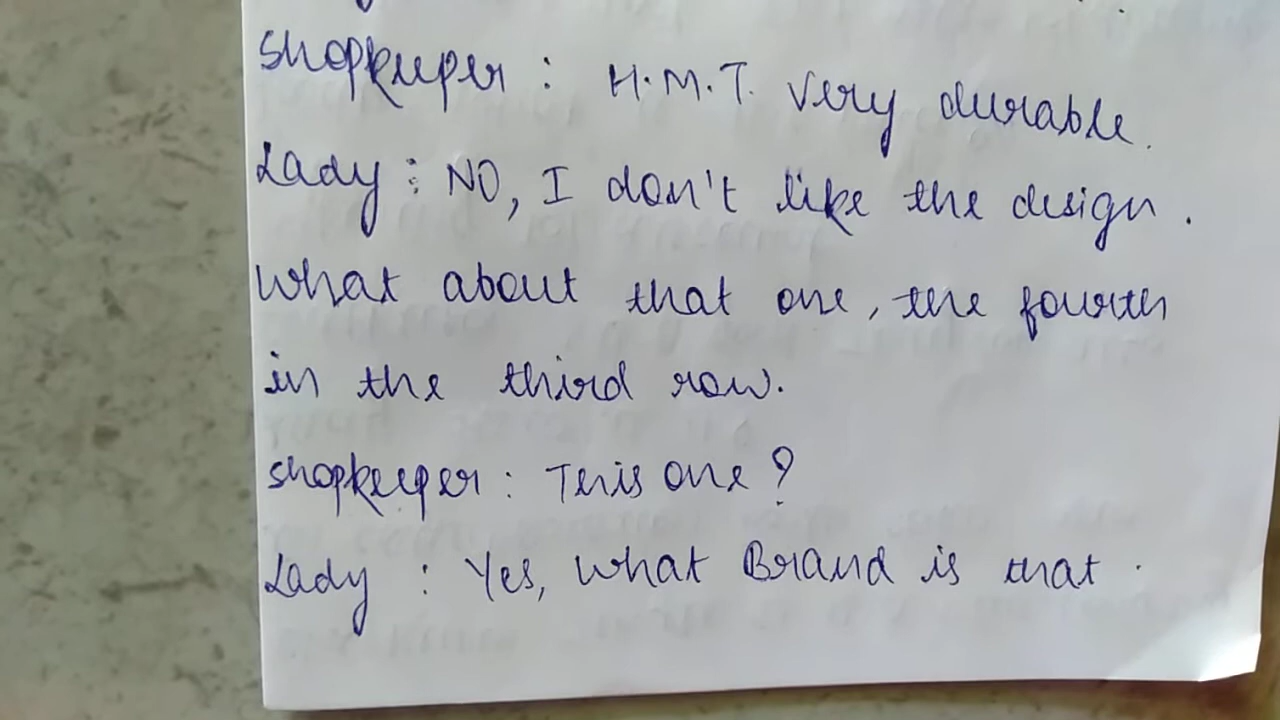 Shopkeeper : H.M.T. Very durable.
Lady : NO, I don't like the design.
What about that one, the fourth
in the third row.
Shopkeeper : This one ?
Lady : Yes, What Brand is that.